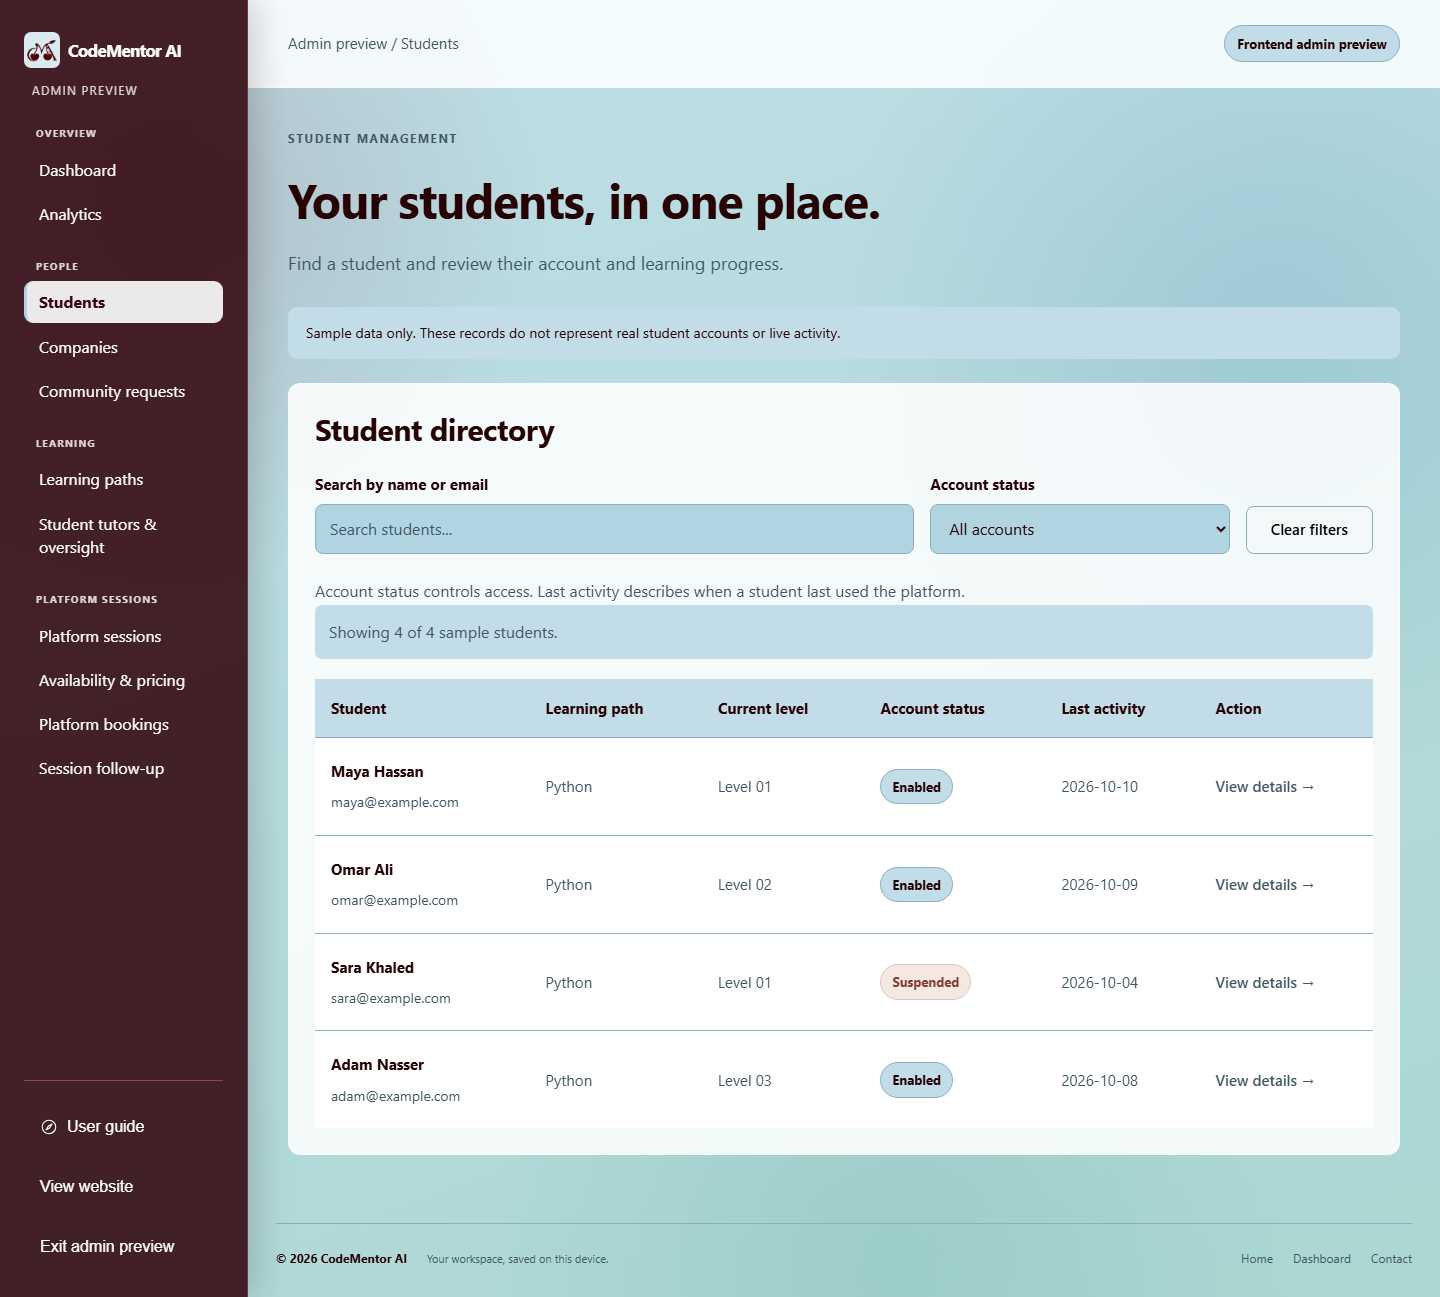 CodeMentor AI
ADMIN PREVIEW
OVERVIEW
Dashboard
Analytics
PEOPLE
Students
Companies
Community requests
LEARNING
Learning paths
Student tutors &
oversight
PLATFORM SESSIONS
Platform sessions
Availability & pricing
Platform bookings
Session follow-up
User guide
View website
Exit admin preview
Admin preview / Students
Frontend admin preview
STUDENT MANAGEMENT
Your students, in one place.
Find a student and review their account and learning progress.
Sample data only. These records do not represent real student accounts or live activity.
Student directory
Search by name or email
Account status
Search students...
All accounts
Clear filters
Account status controls access. Last activity describes when a student last used the platform.
Showing 4 of 4 sample students.
Student Learning path Current level Account status Last activity Action
Maya Hassan
maya@example.com
Python Level 01 Enabled 2026-10-10 View details →
Omar Ali
omar@example.com
Python Level 02 Enabled 2026-10-09 View details →
Sara Khaled
sara@example.com
Python Level 01 Suspended 2026-10-04 View details →
Adam Nasser
adam@example.com
Python Level 03 Enabled 2026-10-08 View details →
© 2026 CodeMentor AI Your workspace, saved on this device. Home Dashboard Contact